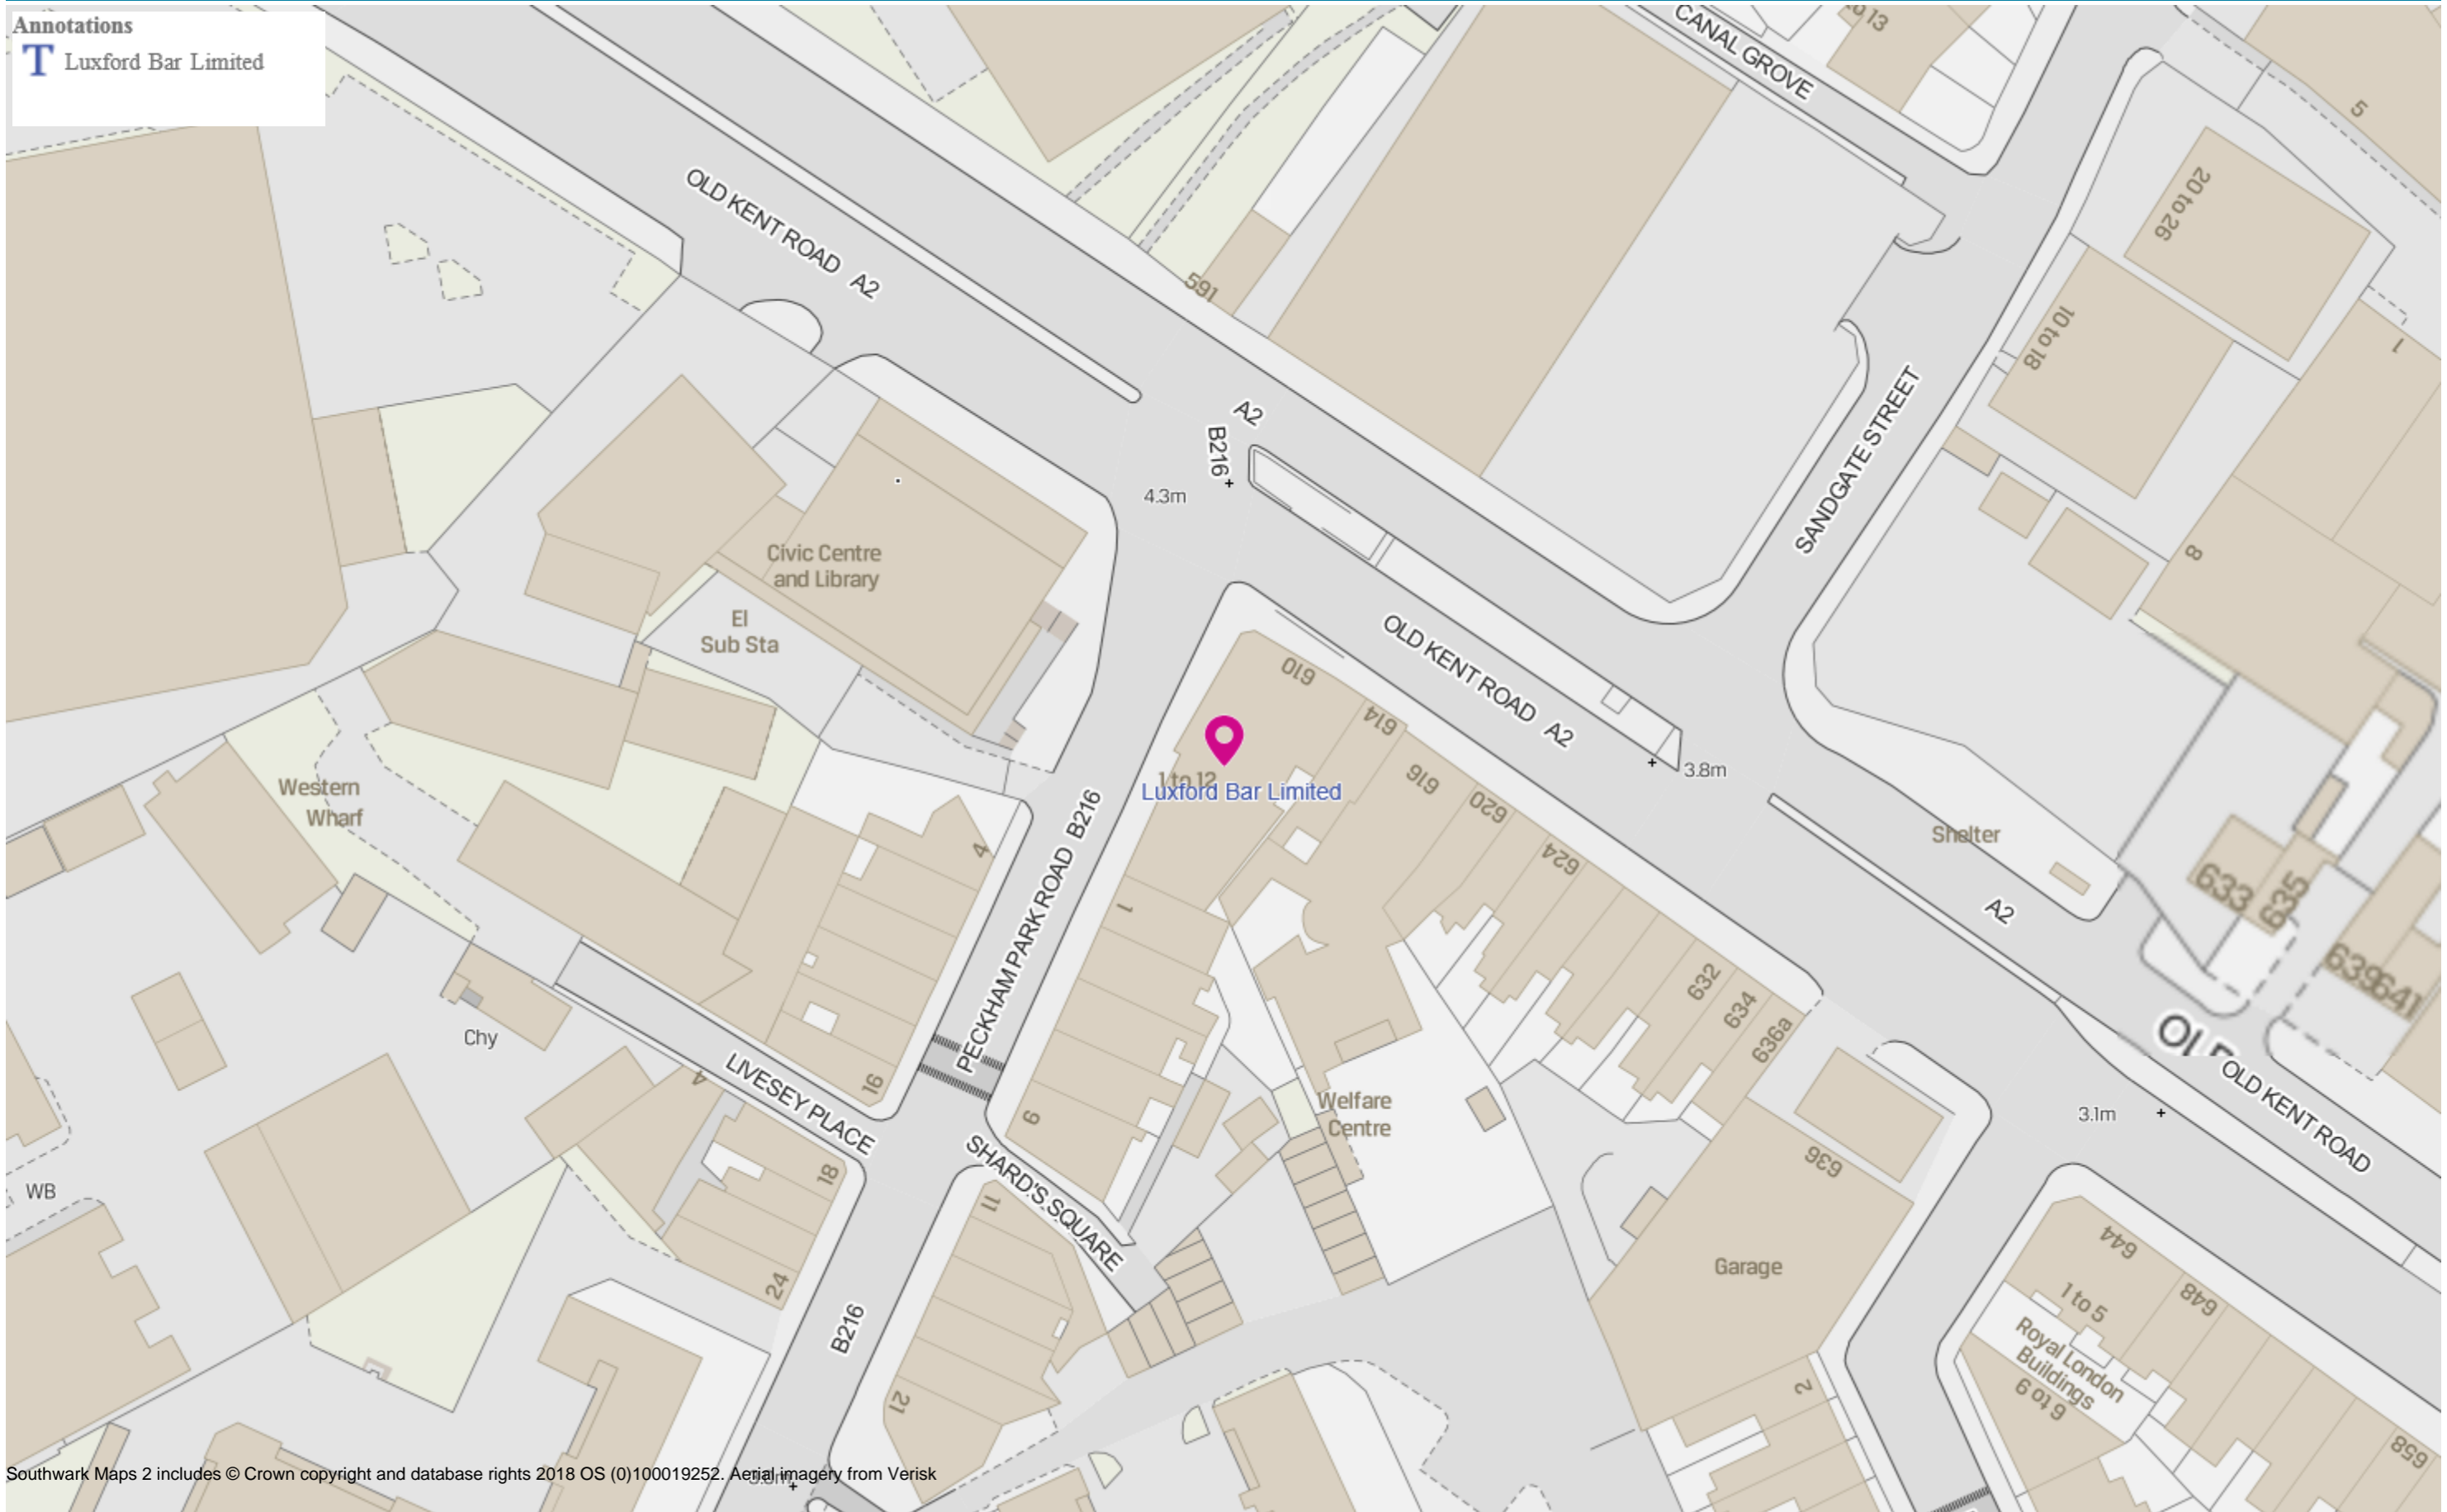 Annotations
T Luxford Bar Limited
CANAL GROVE
to 13
5
OLD KENT ROAD A2
20 to 26
591
10 to 18
1
A2
B216
4.3m
SANDGATE STREET
Civic Centre
and Library
El
Sub Sta
8
610
OLD KENT ROAD A2
614
1 to 12
Luxford Bar Limited
616
3.8m
Western
Wharf
620
624
Shelter
4
PECKHAM PARK ROAD B216
1
633
635
A2
639
641
632
634
636a
Chy
OLD
OLD KENT ROAD
LIVESEY PLACE
4
16
9
Welfare
Centre
3.1m
SHARD'S SQUARE
636
18
11
WB
24
B216
Garage
644
1 to 5
648
Royal London
Buildings
6 to 9
2
21
658
Southwark Maps 2 includes © Crown copyright and database rights 2018 OS (0)100019252. Aerial imagery from Verisk